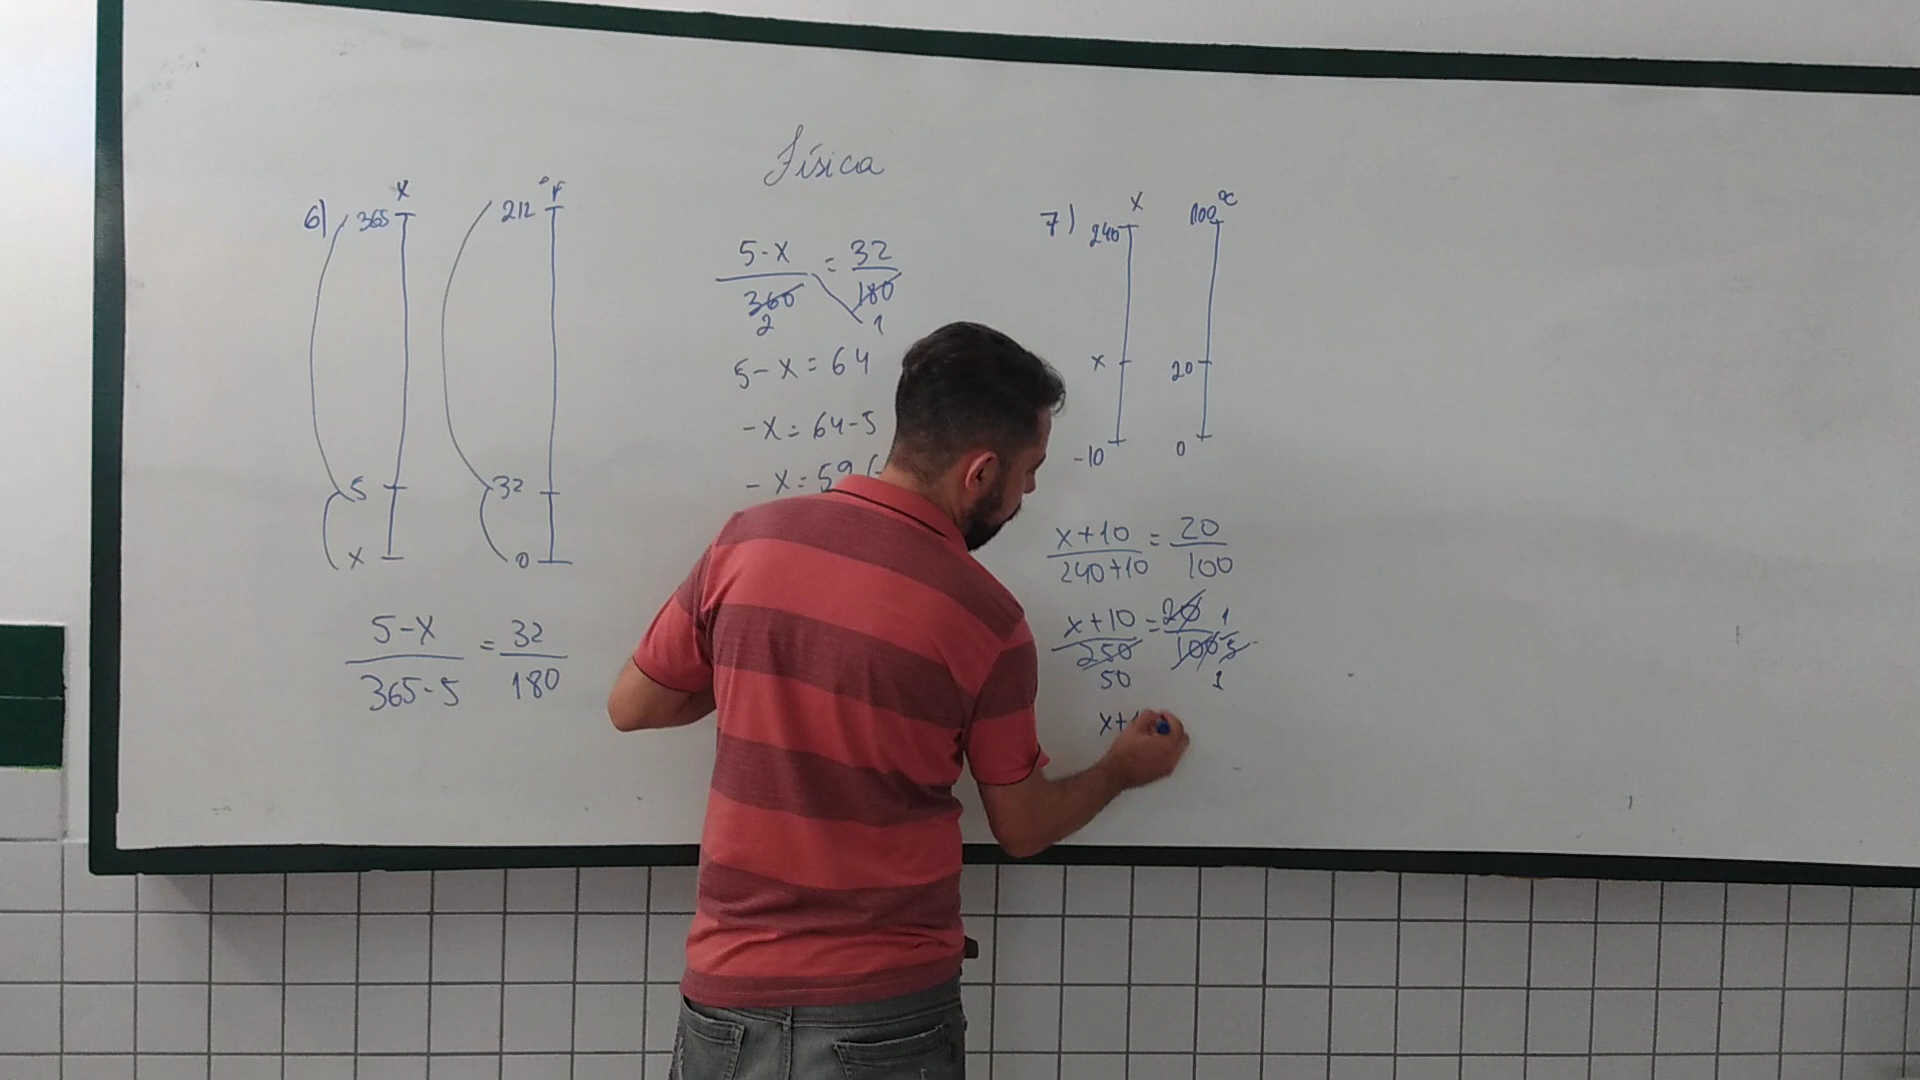 Física
6)
X
°F
365
212
5
32
X
0
5-X = 32
365-5 180
5-X = 32
360 180
2 1
5-X = 64
-X = 64-5
-X = 59
7)
X
°C
240
100
x
20
-10
0
x+10 = 20
240+10 100
x+10 = 20 1
250 100 5
50 1
x+